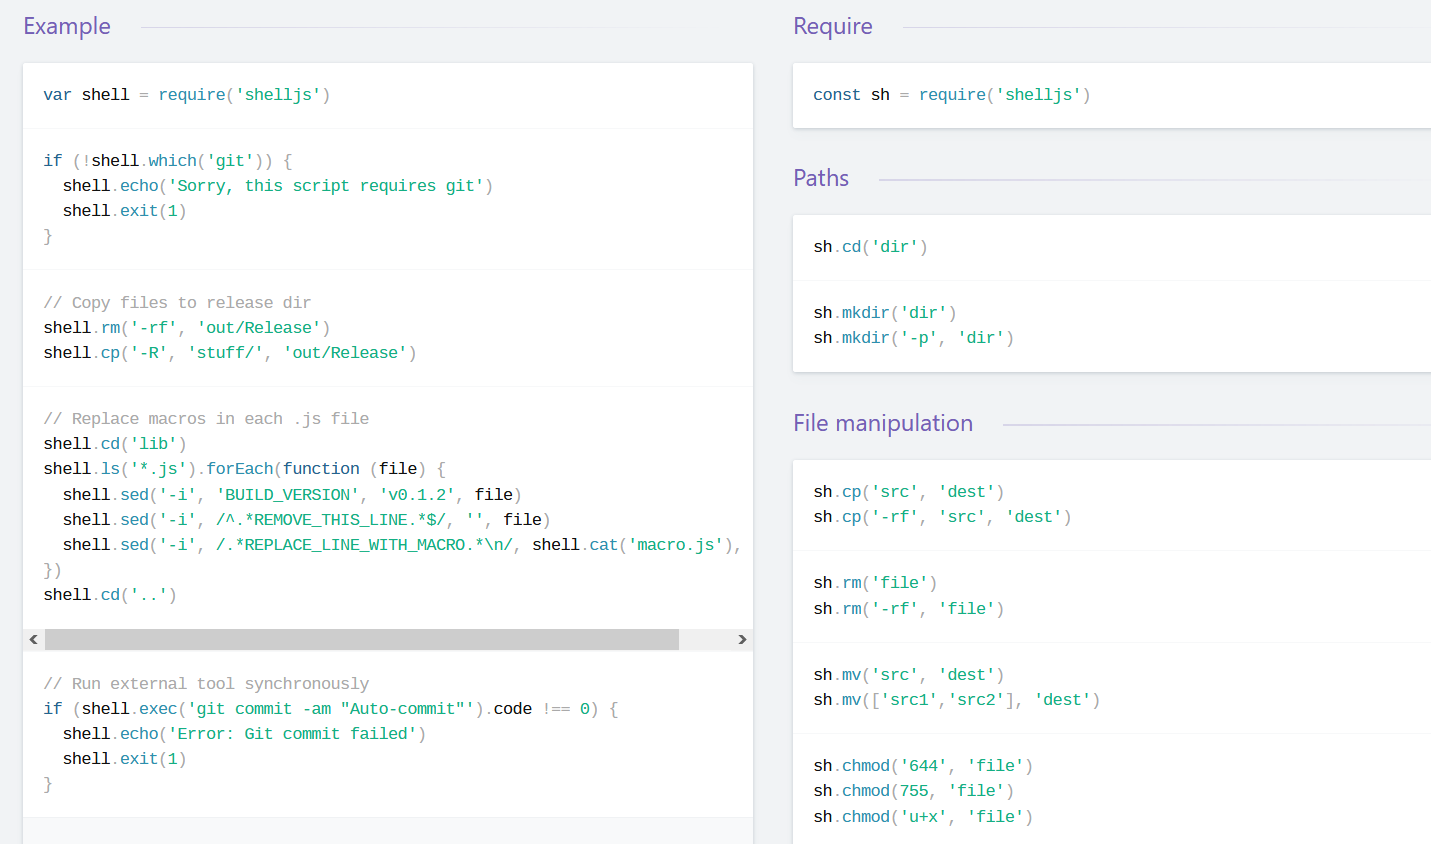 Example
var shell = require('shelljs')
if (!shell.which('git')) {
  shell.echo('Sorry, this script requires git')
  shell.exit(1)
}
// Copy files to release dir
shell.rm('-rf', 'out/Release')
shell.cp('-R', 'stuff/', 'out/Release')
// Replace macros in each .js file
shell.cd('lib')
shell.ls('*.js').forEach(function (file) {
  shell.sed('-i', 'BUILD_VERSION', 'v0.1.2', file)
  shell.sed('-i', /^.*REMOVE_THIS_LINE.*$/, '', file)
  shell.sed('-i', /.*REPLACE_LINE_WITH_MACRO.*\n/, shell.cat('macro.js'),
})
shell.cd('..')
// Run external tool synchronously
if (shell.exec('git commit -am "Auto-commit"').code !== 0) {
  shell.echo('Error: Git commit failed')
  shell.exit(1)
}
Require
const sh = require('shelljs')
Paths
sh.cd('dir')
sh.mkdir('dir')
sh.mkdir('-p', 'dir')
File manipulation
sh.cp('src', 'dest')
sh.cp('-rf', 'src', 'dest')
sh.rm('file')
sh.rm('-rf', 'file')
sh.mv('src', 'dest')
sh.mv(['src1','src2'], 'dest')
sh.chmod('644', 'file')
sh.chmod(755, 'file')
sh.chmod('u+x', 'file')